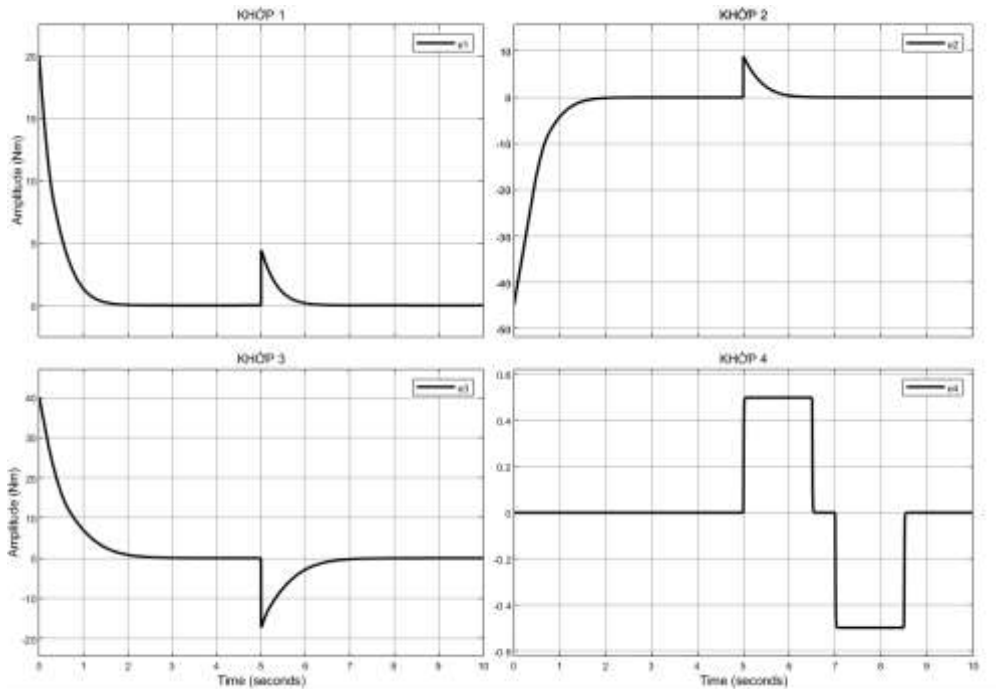 KHỚP 1
e1
Amplitude (Nm)
20
15
10
5
0
KHỚP 2
e2
10
0
-10
-20
-30
-40
-50
KHỚP 3
e3
Amplitude (Nm)
40
30
20
10
0
-10
-20
0 1 2 3 4 5 6 7 8 9 10
Time (seconds)
KHỚP 4
e4
0.6
0.4
0.2
0
-0.2
-0.4
-0.6
0 1 2 3 4 5 6 7 8 9 10
Time (seconds)